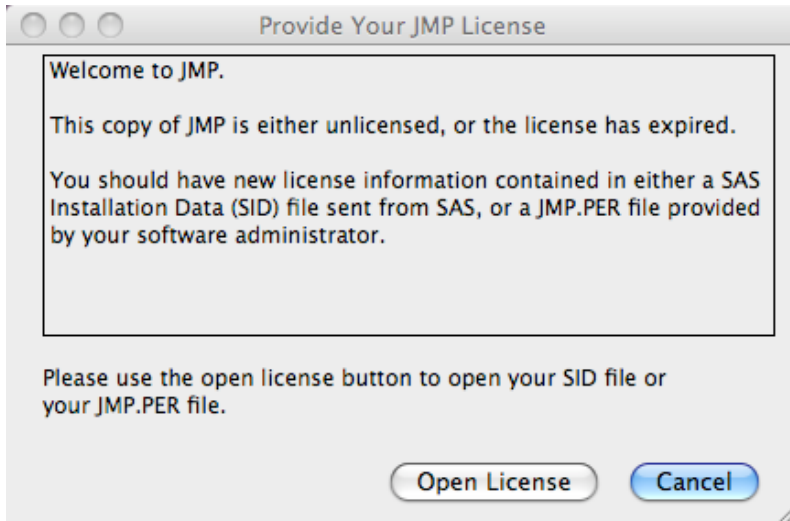 Provide Your JMP License
Welcome to JMP.
This copy of JMP is either unlicensed, or the license has expired.
You should have new license information contained in either a SAS
Installation Data (SID) file sent from SAS, or a JMP.PER file provided
by your software administrator.
Please use the open license button to open your SID file or
your JMP.PER file.
Open License
Cancel